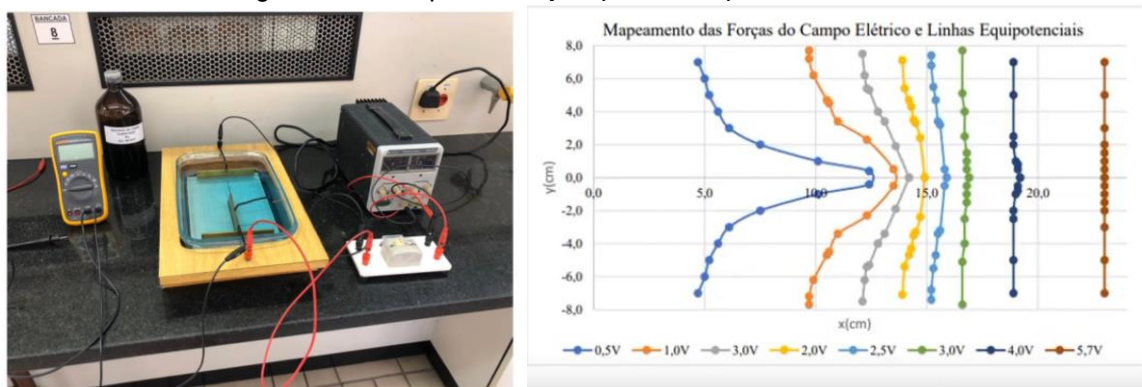 BANCADA
8
Mapeamento das Forças do Campo Elétrico e Linhas Equipotenciais
8,0
6,0
4,0
2,0
0,0
-2,0
-4,0
-6,0
-8,0
y(cm)
0,0 5,0 10,0 15,0 20,0
x(cm)
0,5V 1,0V 3,0V 2,0V 2,5V 3,0V 4,0V 5,7V